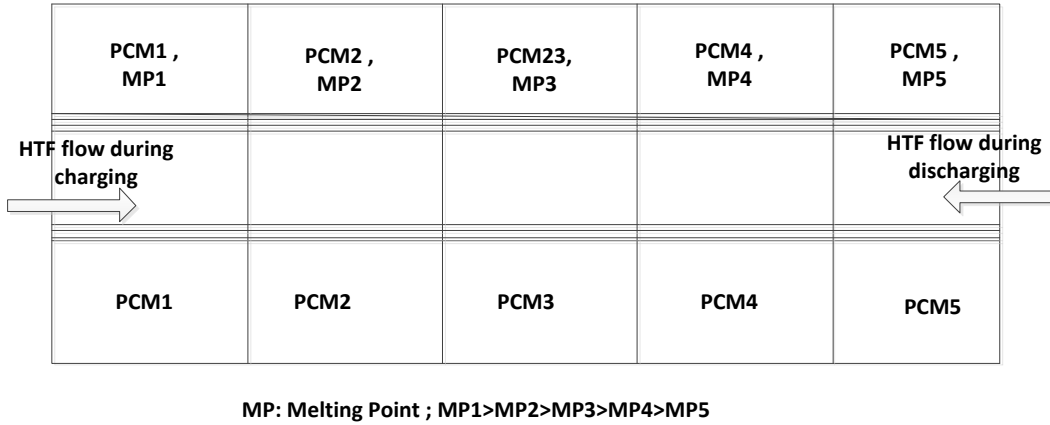 PCM1 ,
MP1
PCM2 ,
MP2
PCM23,
MP3
PCM4 ,
MP4
PCM5 ,
MP5
HTF flow during
charging
HTF flow during
discharging
PCM1
PCM2
PCM3
PCM4
PCM5
MP: Melting Point ; MP1>MP2>MP3>MP4>MP5